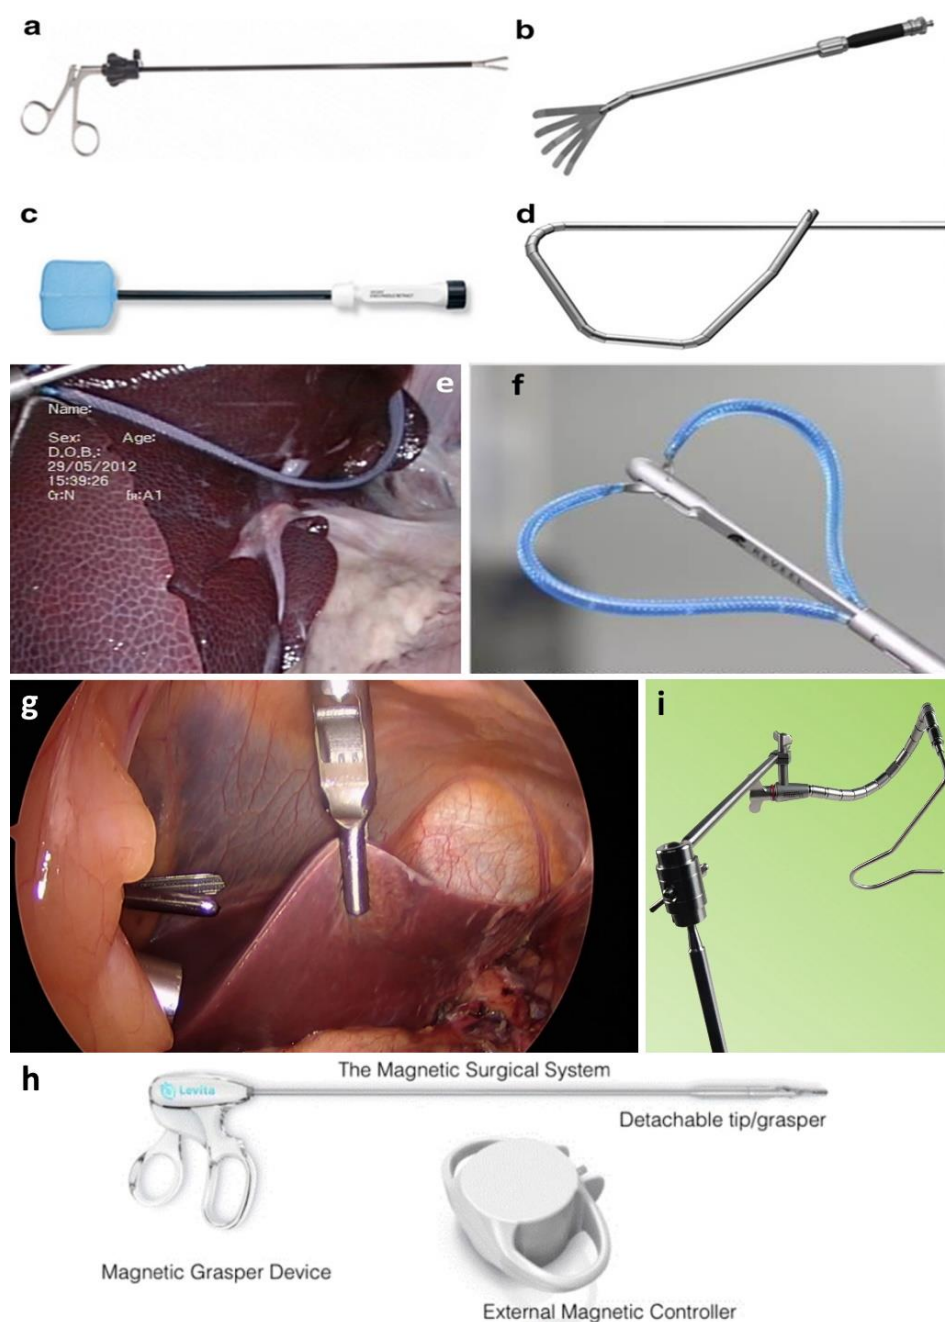 a
b
c
d
e
Name:
Sex: Age:
D.O.B.:
29/05/2012
15:39:26
Cr:N
f
REVEEL
g
i
h
The Magnetic Surgical System
Levita
Detachable tip/grasper
Magnetic Grasper Device
External Magnetic Controller